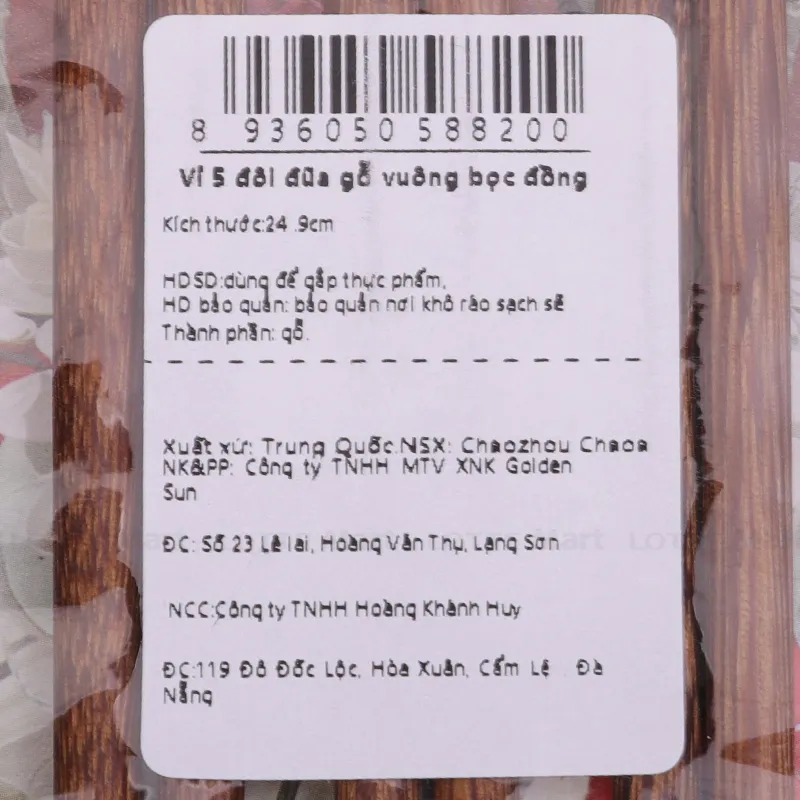 8 936050 588200
Vỉ 5 đôi đũa gỗ vuông bọc đồng
Kích thước:24 .9cm
HDSD:dùng để gắp thực phẩm,
HD bảo quản: bảo quản nơi khô ráo sạch sẽ
Thành phần: gỗ.
Xuất xứ: Trung Quốc.NSX: Chaozhou Chaoa
NK&PP: Công ty TNHH MTV XNK Golden
Sun
ĐC: Số 23 Lê lai, Hoàng Văn Thụ, Lạng Sơn
NCC:Công ty TNHH Hoàng Khánh Huy
ĐC:119 Đô Đốc Lộc, Hòa Xuân, Cẩm Lệ . Đà
Nẵng